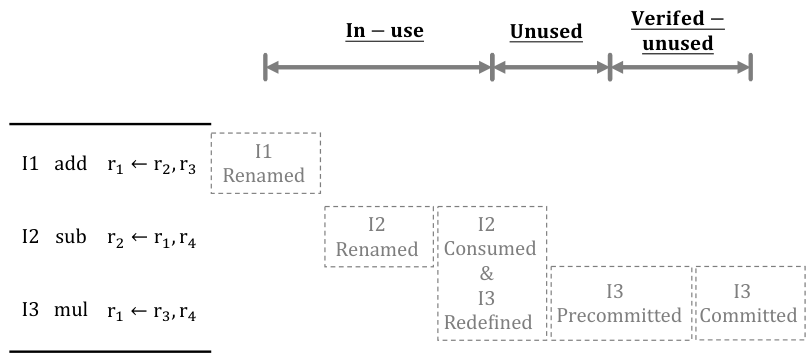 In − use
Unused
Verifed −
unused
I1 add r₁ ← r₂, r₃
I1
Renamed
I2 sub r₂ ← r₁, r₄
I2
Renamed
I2
Consumed
&
I3
Redefined
I3 mul r₁ ← r₃, r₄
I3
Precommitted
I3
Committed